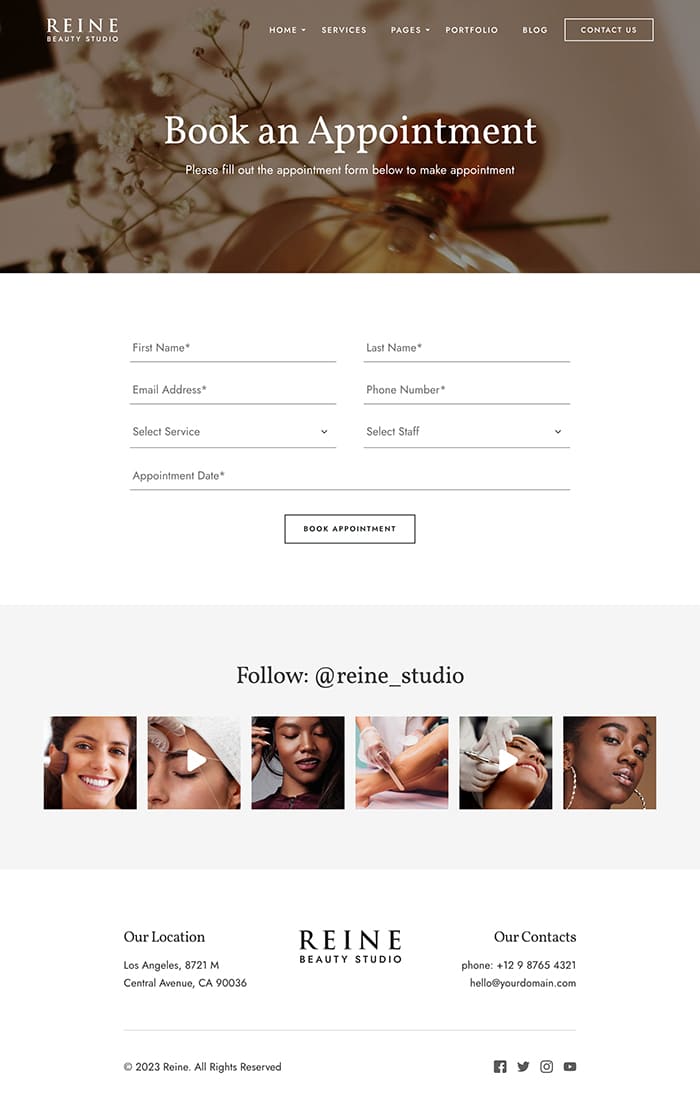 REINE
BEAUTY STUDIO
HOME
SERVICES
PAGES
PORTFOLIO
BLOG
CONTACT US
Book an Appointment
Please fill out the appointment form below to make appointment
First Name*
Last Name*
Email Address*
Phone Number*
Select Service
Select Staff
Appointment Date*
BOOK APPOINTMENT
Follow: @reine_studio
Our Location
Los Angeles, 8721 M
Central Avenue, CA 90036
REINE
BEAUTY STUDIO
Our Contacts
phone: +12 9 8765 4321
hello@yourdomain.com
© 2023 Reine. All Rights Reserved